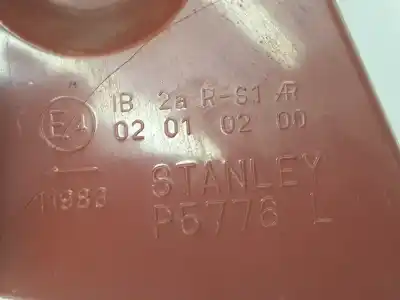 IB 2a R-S1 AR
E4 02 01 02 00
11983
STANLEY
P5778 L